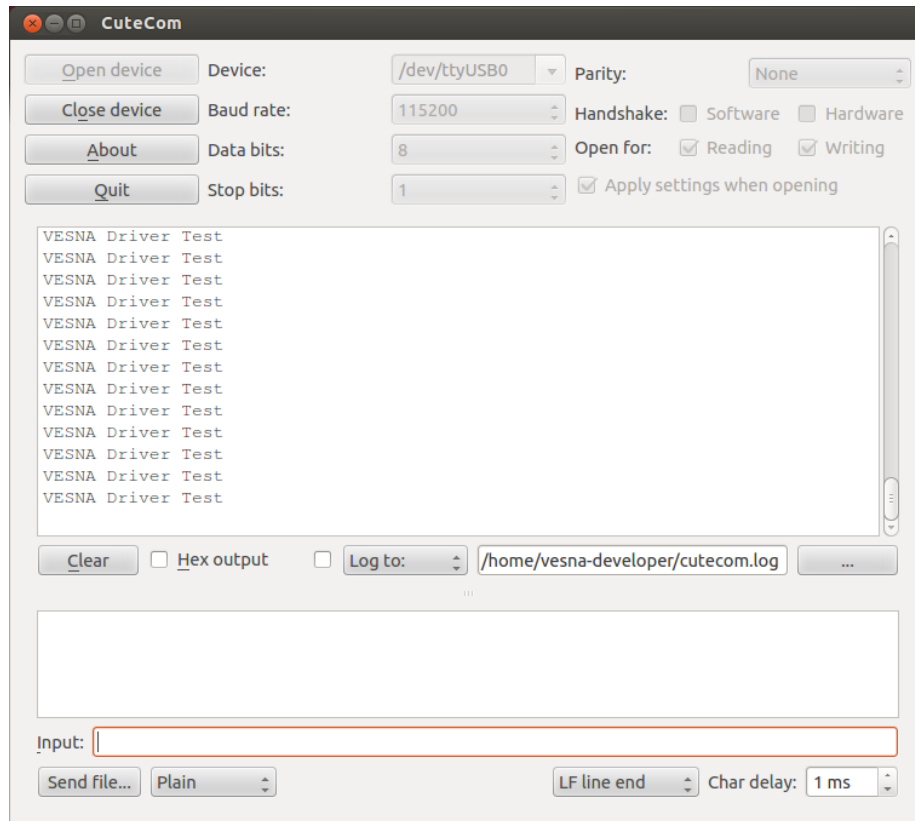 CuteCom
Open device Device: /dev/ttyUSB0 Parity: None
Close device Baud rate: 115200 Handshake: Software Hardware
About Data bits: 8 Open for: Reading Writing
Quit Stop bits: 1 Apply settings when opening
VESNA Driver Test
VESNA Driver Test
VESNA Driver Test
VESNA Driver Test
VESNA Driver Test
VESNA Driver Test
VESNA Driver Test
VESNA Driver Test
VESNA Driver Test
VESNA Driver Test
VESNA Driver Test
VESNA Driver Test
VESNA Driver Test
Clear Hex output Log to: /home/vesna-developer/cutecom.log ...
Input:
Send file... Plain LF line end Char delay: 1 ms